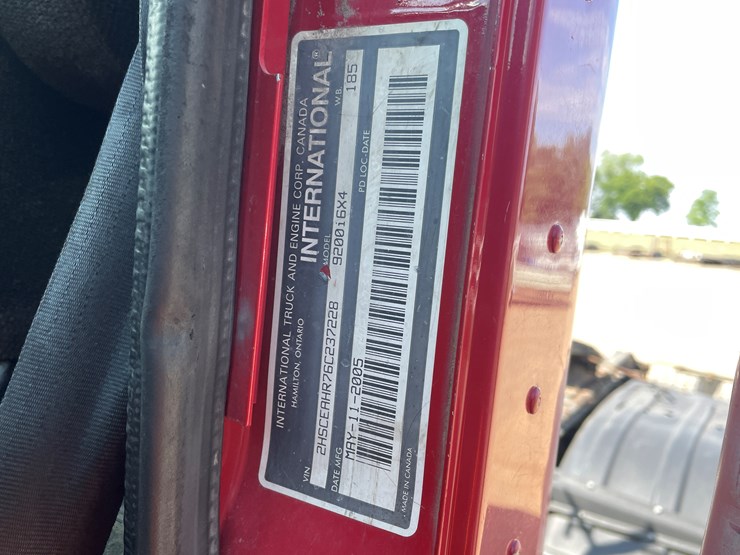 INTERNATIONAL TRUCK AND ENGINE CORP. CANADA
HAMILTON, ONTARIO
INTERNATIONAL®
MODEL W.B.
VIN 2HSCEAHR76C237228 9200i6X4 185
DATE MFG PD LOC-DATE
MAY-11-2005
MADE IN CANADA